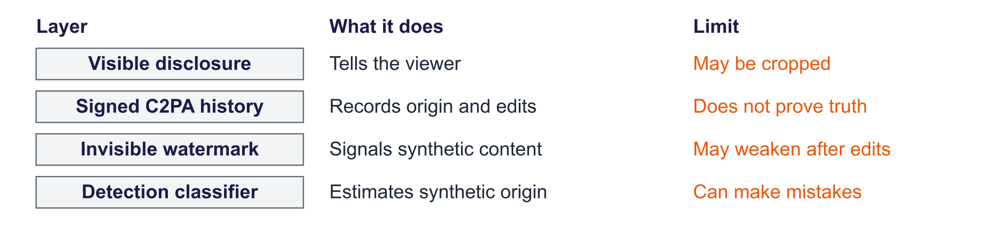 Layer What it does Limit
Visible disclosure Tells the viewer May be cropped
Signed C2PA history Records origin and edits Does not prove truth
Invisible watermark Signals synthetic content May weaken after edits
Detection classifier Estimates synthetic origin Can make mistakes